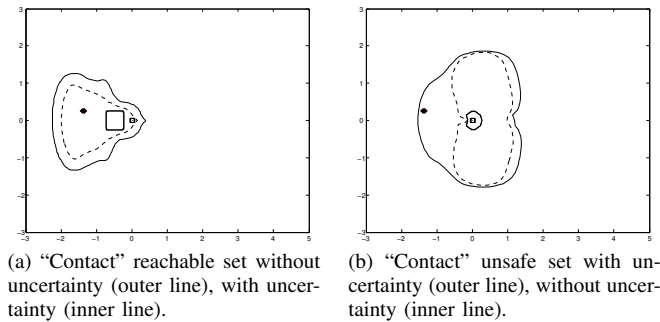 3
2
1
0
−1
−2
−3
−3 −2 −1 0 1 2 3 4 5
(a) “Contact” reachable set without
uncertainty (outer line), with uncer-
tainty (inner line).
3
2
1
0
−1
−2
−3
−3 −2 −1 0 1 2 3 4 5
(b) “Contact” unsafe set with un-
certainty (outer line), without uncer-
tainty (inner line).